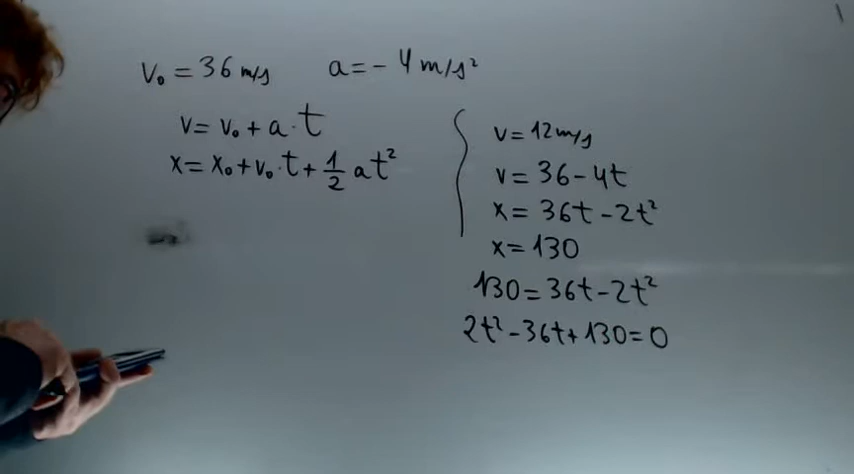 V₀ = 36 m/s a = - 4 m/s²
v = v₀ + a · t
x = x₀ + v₀ · t + 1/2 at²
v = 12 m/s
v = 36 - 4t
x = 36t - 2t²
x = 130
130 = 36t - 2t²
2t² - 36t + 130 = 0